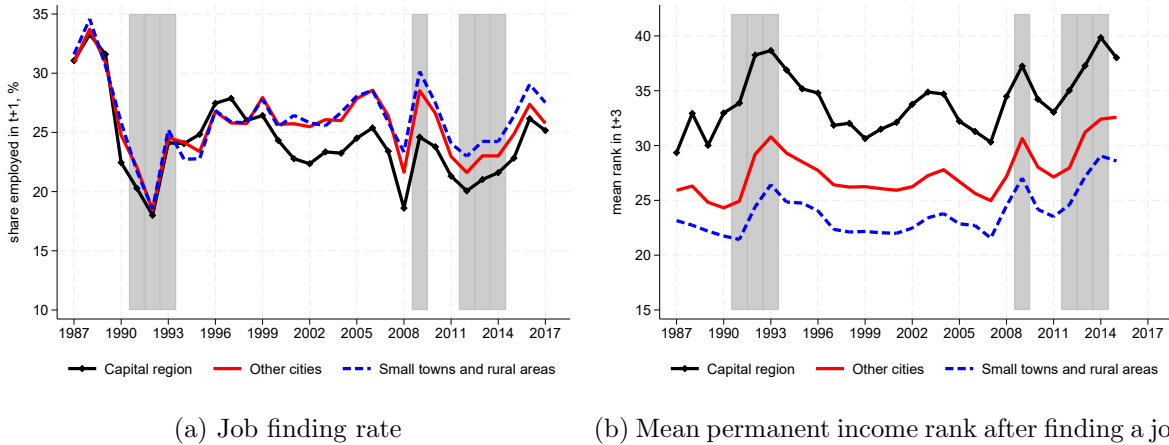 share employed in t+1, %
35
30
25
20
15
10
1987 1990 1993 1996 1999 2002 2005 2008 2011 2014 2017
Capital region Other cities Small towns and rural areas
(a) Job finding rate
mean rank in t+3
40
35
30
25
20
15
1987 1990 1993 1996 1999 2002 2005 2008 2011 2014 2017
Capital region Other cities Small towns and rural areas
(b) Mean permanent income rank after finding a jo